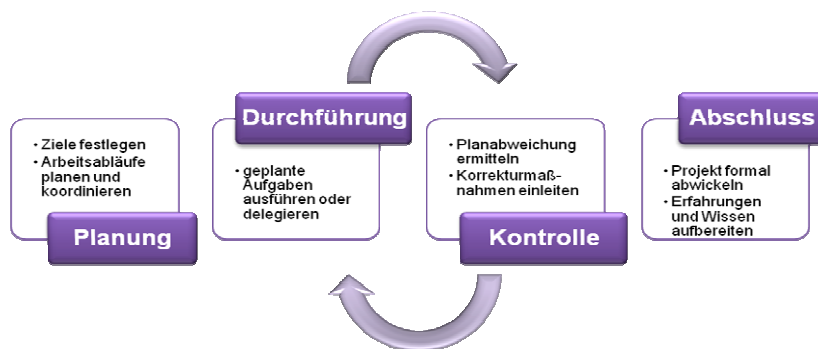 • Ziele festlegen
• Arbeitsabläufe
planen und
koordinieren
Planung
Durchführung
• geplante
Aufgaben
ausführen oder
delegieren
• Planabweichung
ermitteln
• Korrekturmaß-
nahmen einleiten
Kontrolle
Abschluss
• Projekt formal
abwickeln
• Erfahrungen
und Wissen
aufbereiten